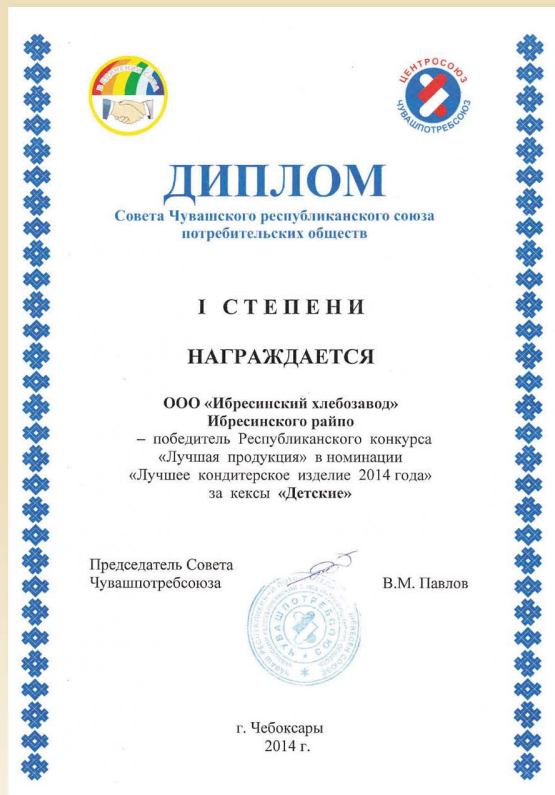 ЦЕНТРОСОЮЗ
ЧУВАШПОТРЕБСОЮЗ
ДИПЛОМ
Совета Чувашского республиканского союза
потребительских обществ
I СТЕПЕНИ
НАГРАЖДАЕТСЯ
ООО «Ибресинский хлебозавод»
Ибресинского райпо
– победитель Республиканского конкурса
«Лучшая продукция» в номинации
«Лучшее кондитерское изделие 2014 года»
за кексы «Детские»
Председатель Совета
Чувашпотребсоюза
В.М. Павлов
ЧУВАШПОТРЕБСОЮЗ
г. Чебоксары
2014 г.